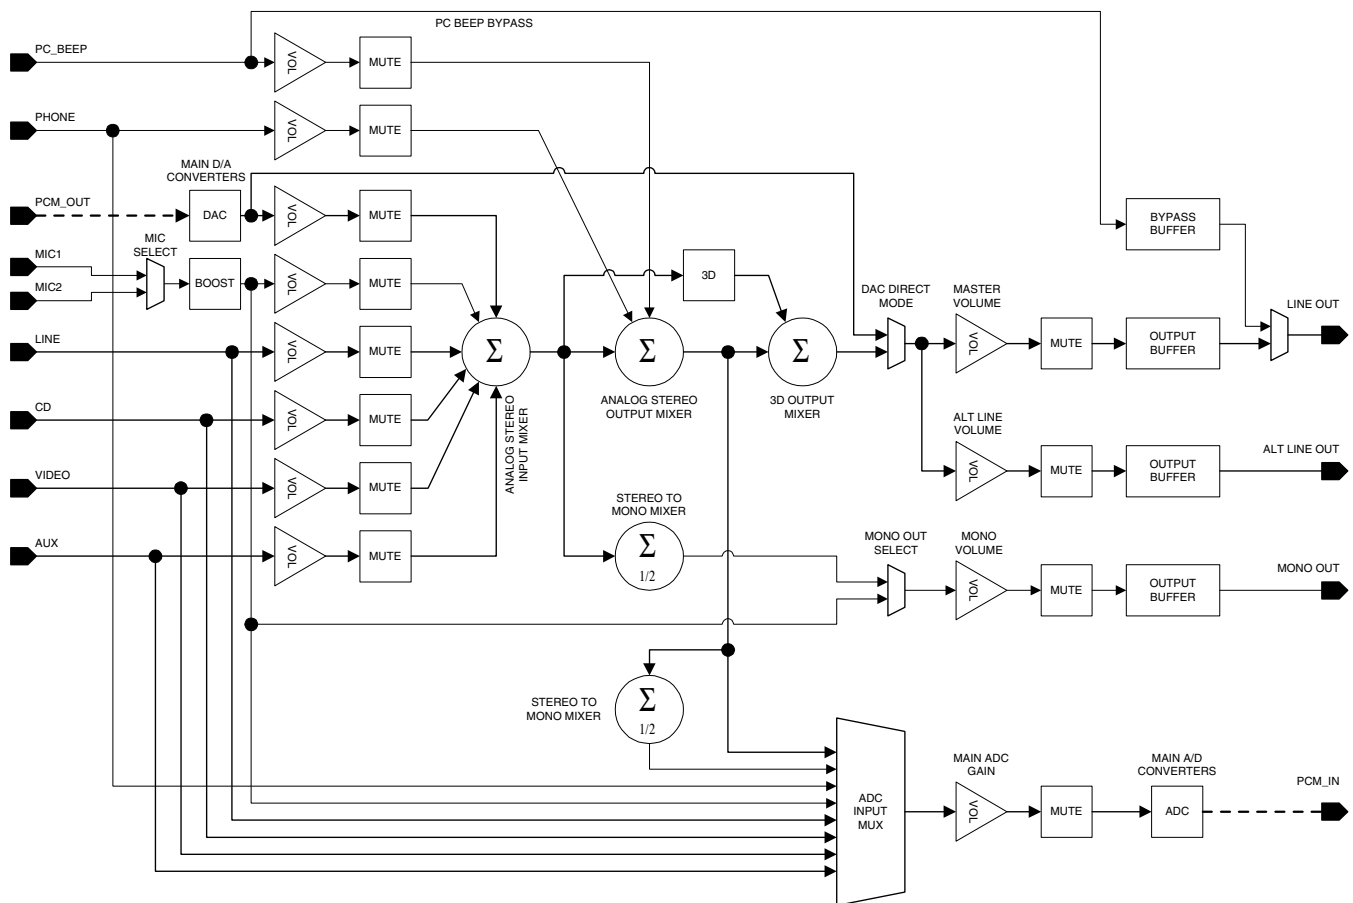 PC BEEP BYPASS
PC_BEEP
VOL
MUTE
PHONE
VOL
MUTE
MAIN D/A
CONVERTERS
PCM_OUT
DAC
VOL
MUTE
BYPASS
BUFFER
MIC1
MIC
SELECT
MIC2
BOOST
VOL
MUTE
3D
DAC DIRECT
MODE
MASTER
VOLUME
LINE OUT
LINE
VOL
MUTE
Σ
ANALOG STEREO
INPUT MIXER
Σ
ANALOG STEREO
OUTPUT MIXER
Σ
3D OUTPUT
MIXER
VOL
MUTE
OUTPUT
BUFFER
CD
VOL
MUTE
ALT LINE
VOLUME
VOL
MUTE
OUTPUT
BUFFER
ALT LINE OUT
VIDEO
VOL
MUTE
STEREO TO
MONO MIXER
Σ
1/2
AUX
VOL
MUTE
MONO OUT
SELECT
MONO
VOLUME
VOL
MUTE
OUTPUT
BUFFER
MONO OUT
STEREO TO
MONO MIXER
Σ
1/2
ADC
INPUT
MUX
MAIN ADC
GAIN
VOL
MUTE
MAIN A/D
CONVERTERS
ADC
PCM_IN